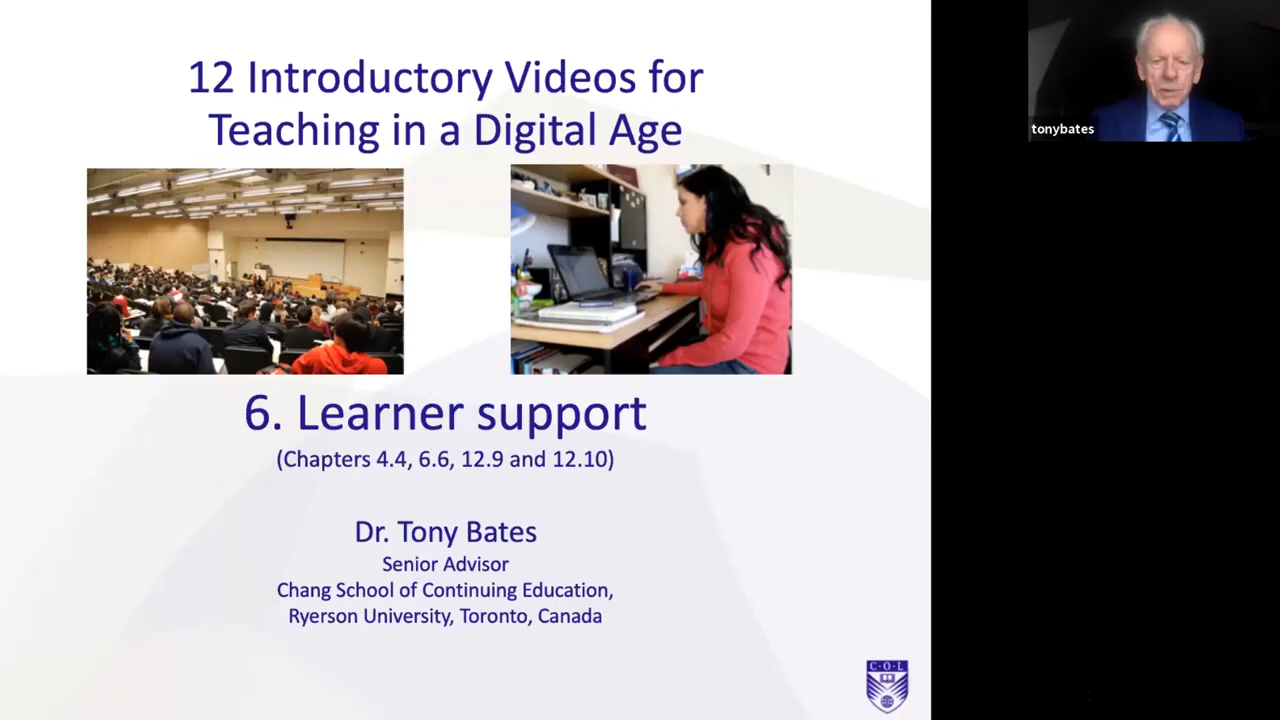 12 Introductory Videos for
Teaching in a Digital Age
6. Learner support
(Chapters 4.4, 6.6, 12.9 and 12.10)
Dr. Tony Bates
Senior Advisor
Chang School of Continuing Education,
Ryerson University, Toronto, Canada
C·O·L
tonybates